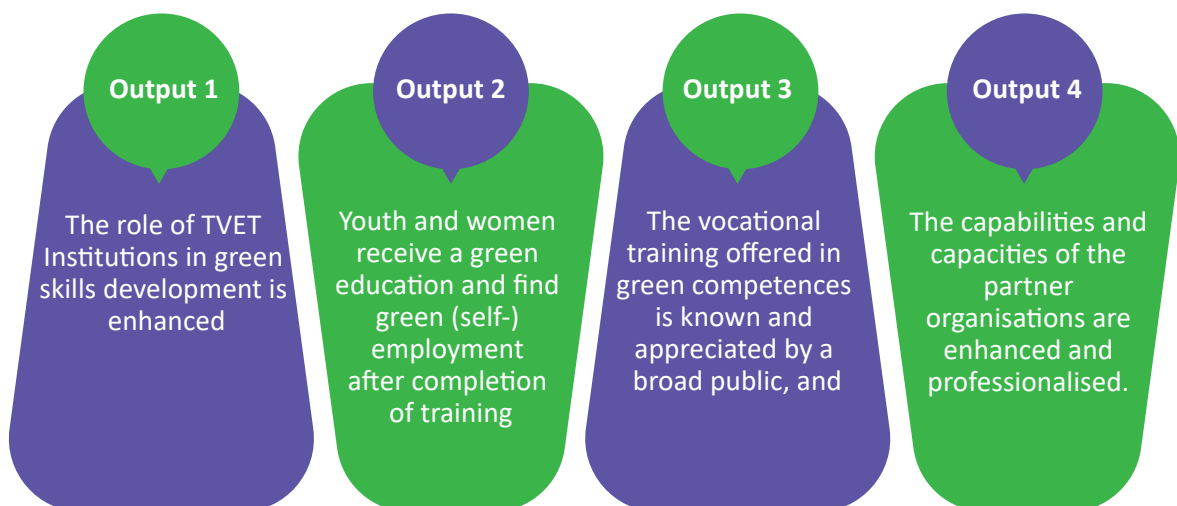 Output 1
The role of TVET
Institutions in green
skills development is
enhanced
Output 2
Youth and women
receive a green
education and find
green (self-)
employment
after completion
of training
Output 3
The vocational
training offered in
green competences
is known and
appreciated by a
broad public, and
Output 4
The capabilities and
capacities of the
partner
organisations are
enhanced and
professionalised.